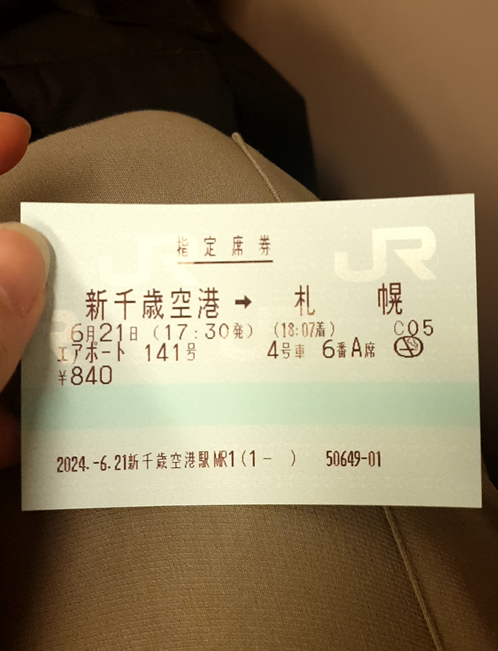 JR
指定席券
新千歳空港 ➡ 札幌
6月21日 (17:30発) (18:07着) C05
エアポート 141号 4号車 6番A席
¥840
2024.-6.21新千歳空港駅MR1(1- ) 50649-01